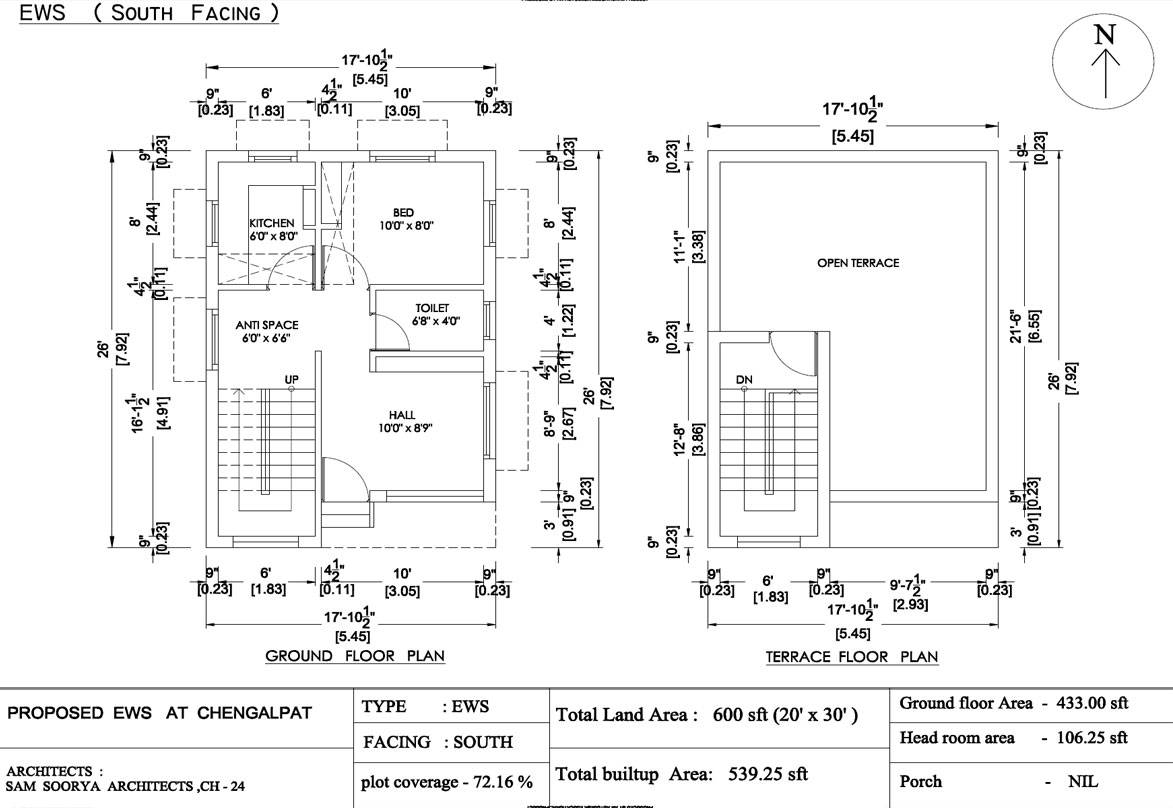 EWS ( SOUTH FACING )
N
17'-10 1/2"
[5.45]
9" 6' 4 1/2" 10' 9"
[0.23] [1.83] [0.11] [3.05] [0.23]
9"
[0.23]
8'
[2.44]
4 1/2"
[0.11]
26'
[7.92]
16'-1 1/2"
[4.91]
9"
[0.23]
KITCHEN
6'0" x 8'0"
BED
10'0" x 8'0"
ANTI SPACE
6'0" x 6'6"
TOILET
6'8" x 4'0"
UP
HALL
10'0" x 8'9"
9"
[0.23]
8'
[2.44]
4 1/2"
[0.11]
4'
[1.22]
4 1/2"
[0.11]
26'
[7.92]
8'-9"
[2.67]
9"
[0.23]
3'
[0.91]
9" 6' 4 1/2" 10' 9"
[0.23] [1.83] [0.11] [3.05] [0.23]
17'-10 1/2"
[5.45]
GROUND FLOOR PLAN
17'-10 1/2"
[5.45]
9"
[0.23]
11'-1"
[3.38]
9"
[0.23]
12'-8"
[3.86]
9"
[0.23]
OPEN TERRACE
DN
9"
[0.23]
21'-6"
[6.55]
26'
[7.92]
9"
[0.23]
3'
[0.91]
9" 6' 9" 9'-7 1/2" 9"
[0.23] [1.83] [0.23] [2.93] [0.23]
17'-10 1/2"
[5.45]
TERRACE FLOOR PLAN
PROPOSED EWS AT CHENGALPAT
ARCHITECTS :
SAM SOORYA ARCHITECTS ,CH - 24
TYPE : EWS
FACING : SOUTH
plot coverage - 72.16 %
Total Land Area : 600 sft (20' x 30' )
Total builtup Area: 539.25 sft
Ground floor Area - 433.00 sft
Head room area - 106.25 sft
Porch - NIL